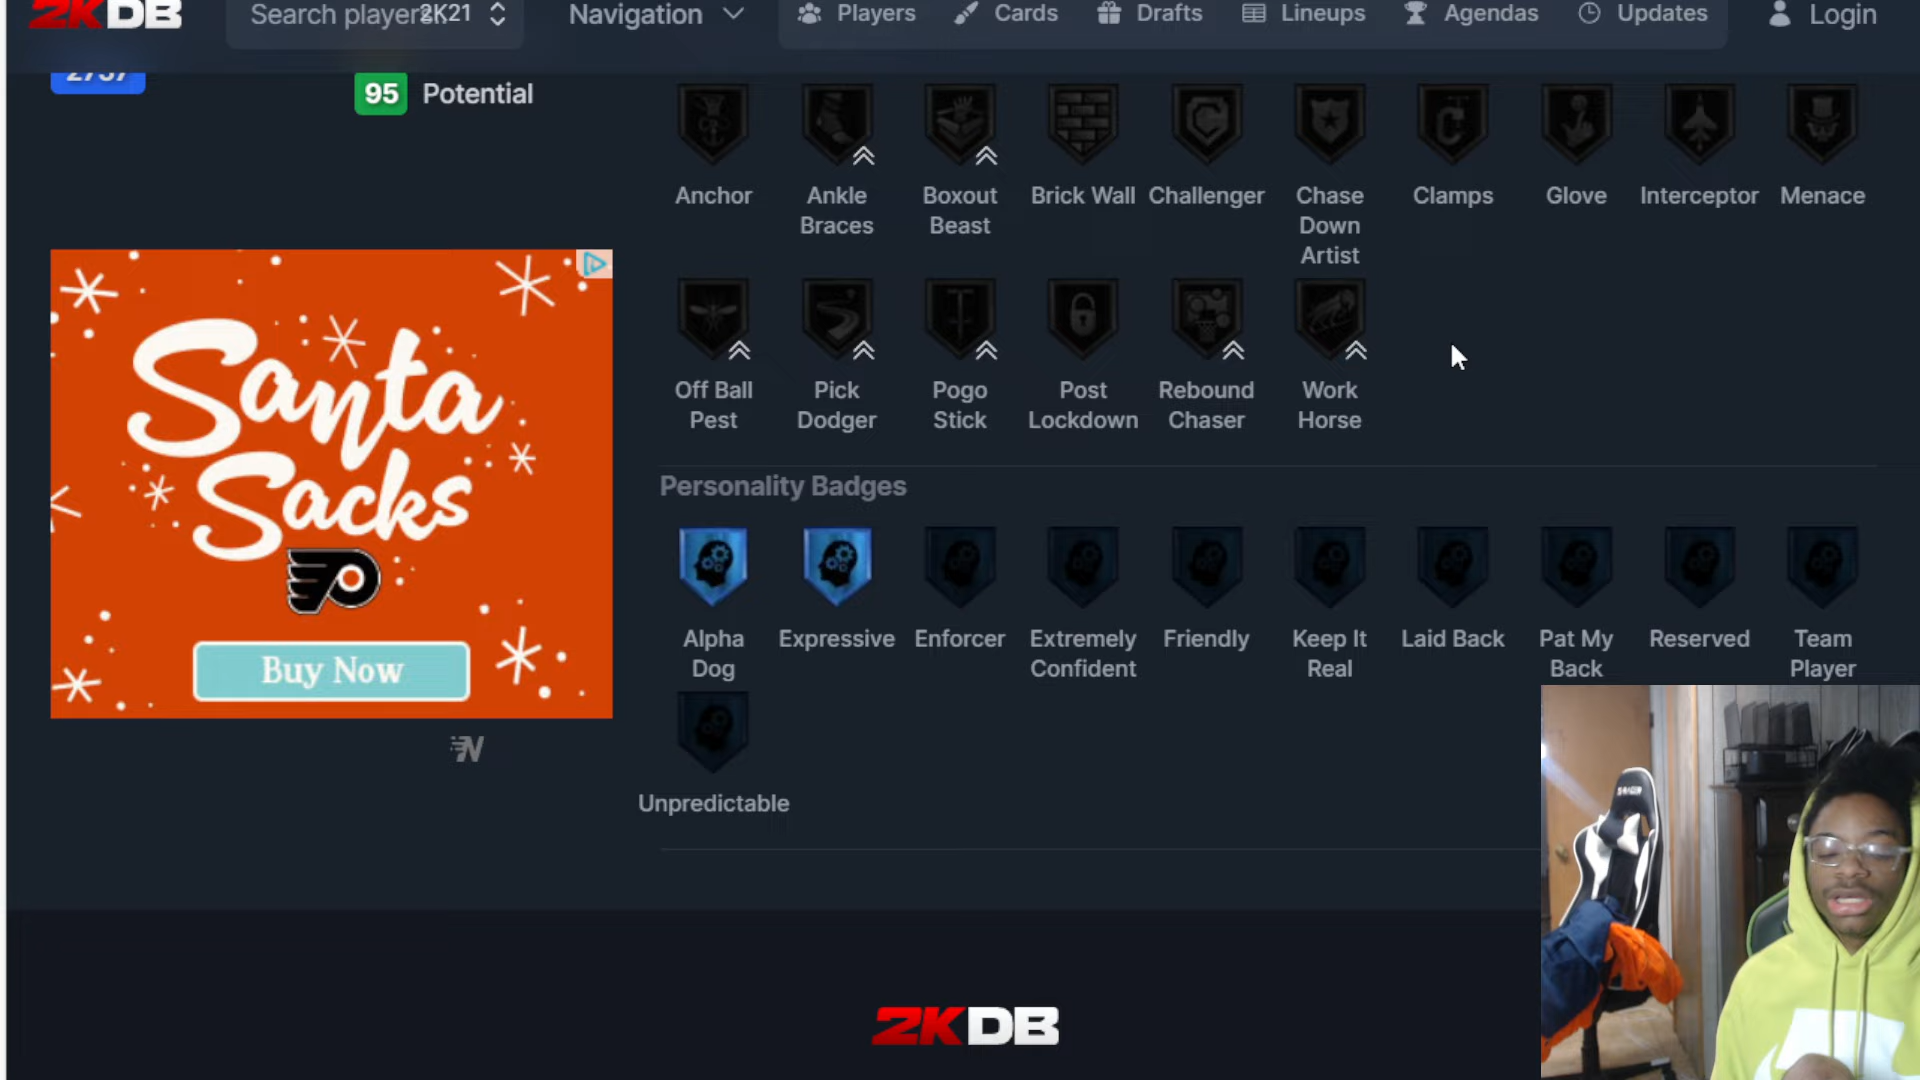 2KDB
Search players
2K21
Navigation
Players
Cards
Drafts
Lineups
Agendas
Updates
Login
95 Potential
Anchor
Ankle
Braces
Boxout
Beast
Brick Wall
Challenger
Chase
Down
Artist
Clamps
Glove
Interceptor
Menace
Off Ball
Pest
Pick
Dodger
Pogo
Stick
Post
Lockdown
Rebound
Chaser
Work
Horse
Santa
Sacks
Buy Now
Personality Badges
Alpha
Dog
Expressive
Enforcer
Extremely
Confident
Friendly
Keep It
Real
Laid Back
Pat My
Back
Reserved
Team
Player
Unpredictable
2KDB